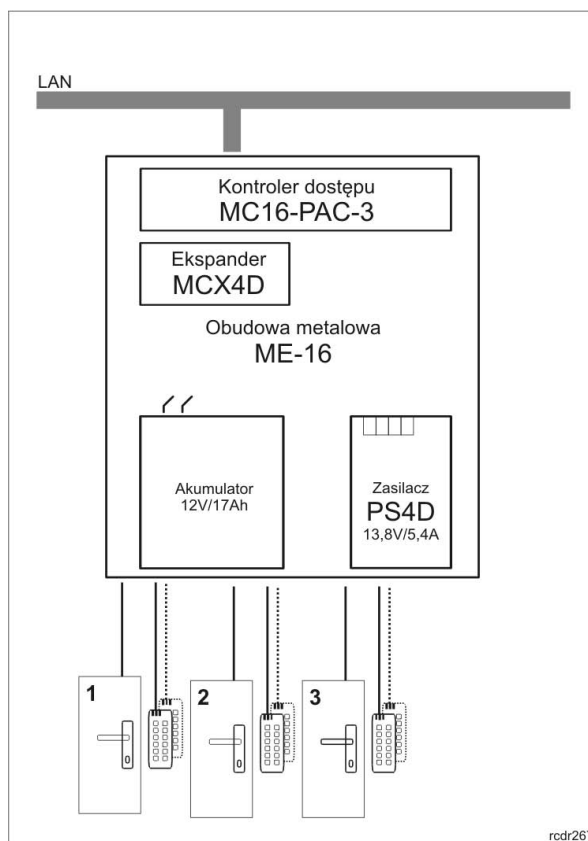 LAN
Kontroler dostępu
MC16-PAC-3
Ekspander
MCX4D
Obudowa metalowa
ME-16
Akumulator
12V/17Ah
Zasilacz
PS4D
13,8V/5,4A
1
2
3
rcdr267